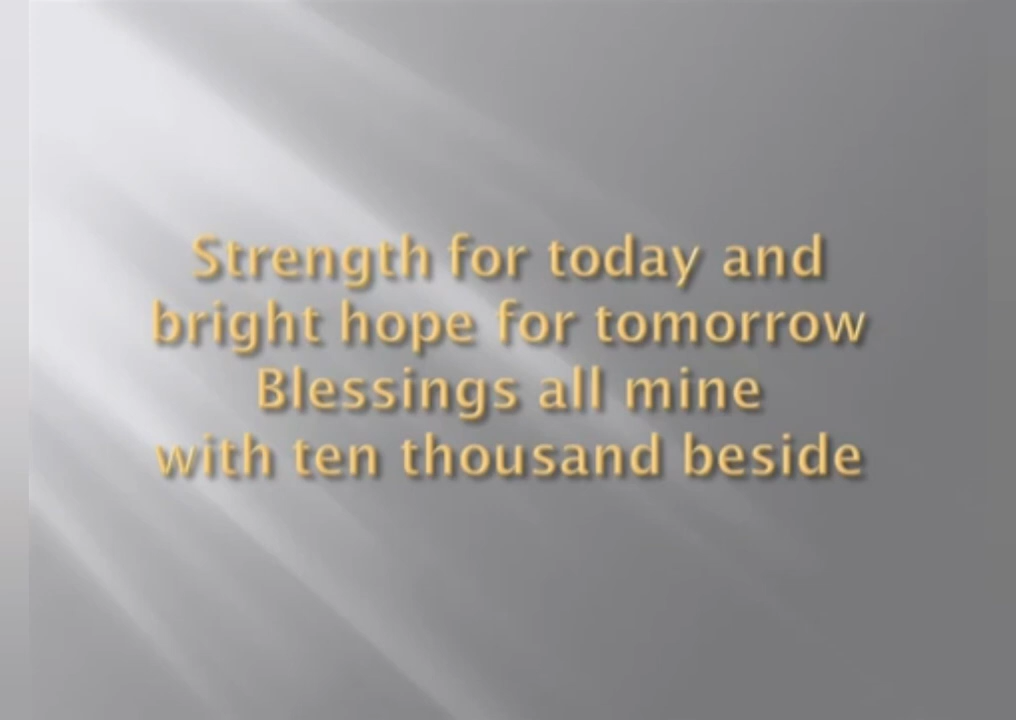 Strength for today and
bright hope for tomorrow
Blessings all mine
with ten thousand beside